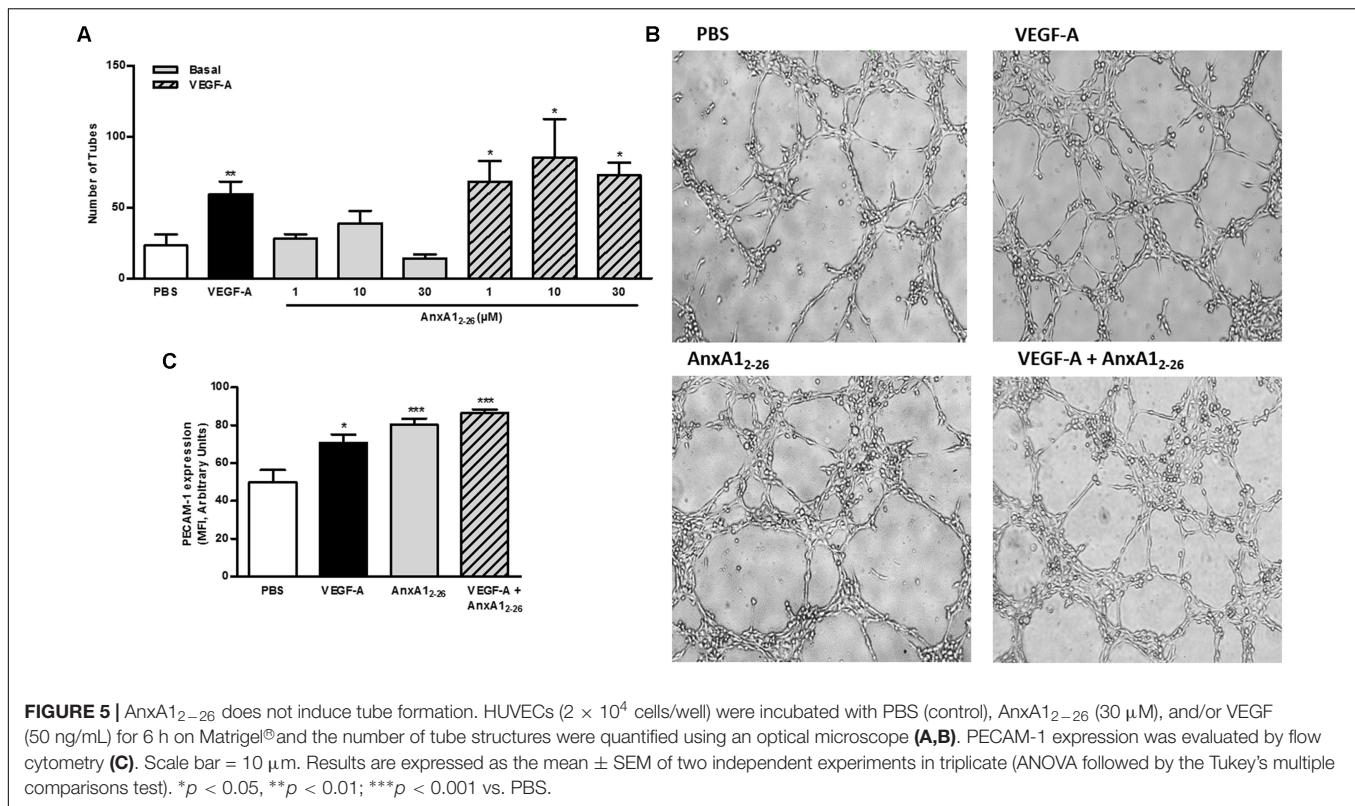 A
Number of Tubes
150
100
50
0
Basal
VEGF-A
**
*
*
*
PBS VEGF-A 1 10 30 1 10 30
AnxA1₂₋₂₆ (µM)
B
PBS
VEGF-A
AnxA1₂₋₂₆
VEGF-A + AnxA1₂₋₂₆
C
PECAM-1 expression
(MFI, Arbitrary Units)
100
80
60
40
20
0
*
***
***
PBS VEGF-A AnxA1₂₋₂₆ VEGF-A +
AnxA1₂₋₂₆
FIGURE 5 | AnxA1₂₋₂₆ does not induce tube formation. HUVECs (2 × 10⁴ cells/well) were incubated with PBS (control), AnxA1₂₋₂₆ (30 µM), and/or VEGF
(50 ng/mL) for 6 h on Matrigel® and the number of tube structures were quantified using an optical microscope (A,B). PECAM-1 expression was evaluated by flow
cytometry (C). Scale bar = 10 µm. Results are expressed as the mean ± SEM of two independent experiments in triplicate (ANOVA followed by the Tukey's multiple
comparisons test). *p < 0.05, **p < 0.01; ***p < 0.001 vs. PBS.